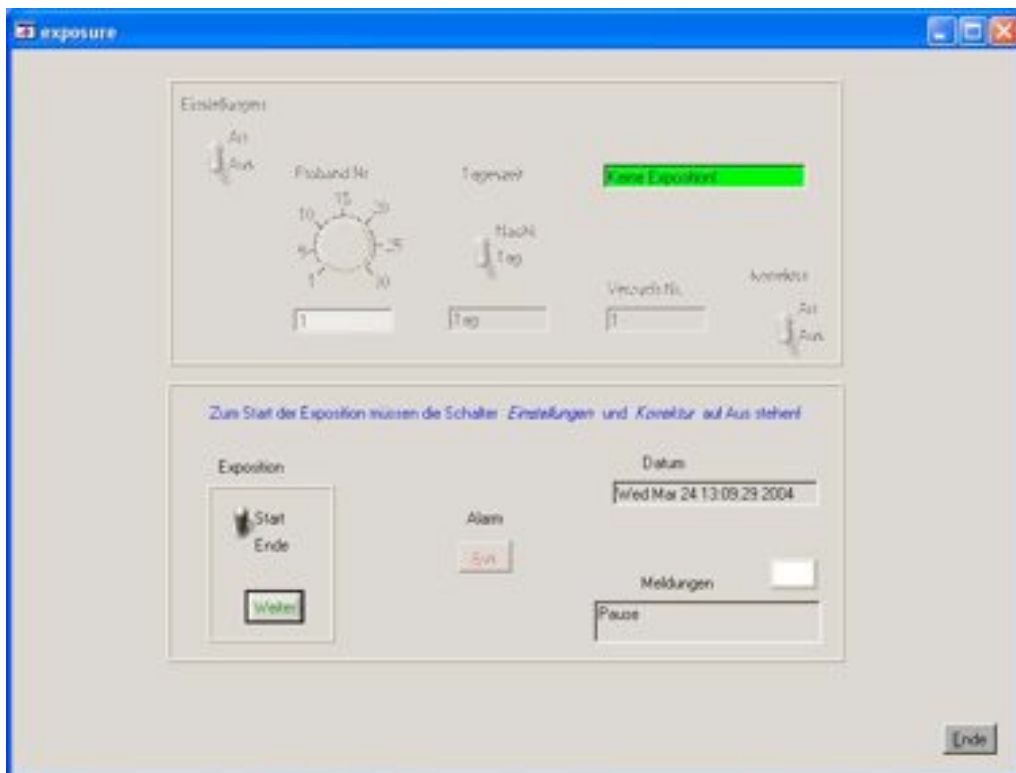 exposure
Einstellungen
An
Aus
Proband Nr.
1
5
10
15
20
25
30
1
Tageszeit
Nacht
Tag
Tag
Keine Exposition!
Versuchs Nr.
1
Korrektur
An
Aus
Zum Start der Exposition müssen die Schalter Einstellungen und Korrektur auf Aus stehen!
Exposition
Start
Ende
Weiter
Alarm
Datum
Wed Mar 24 13:09:29 2004
Meldungen
Pause
Ende